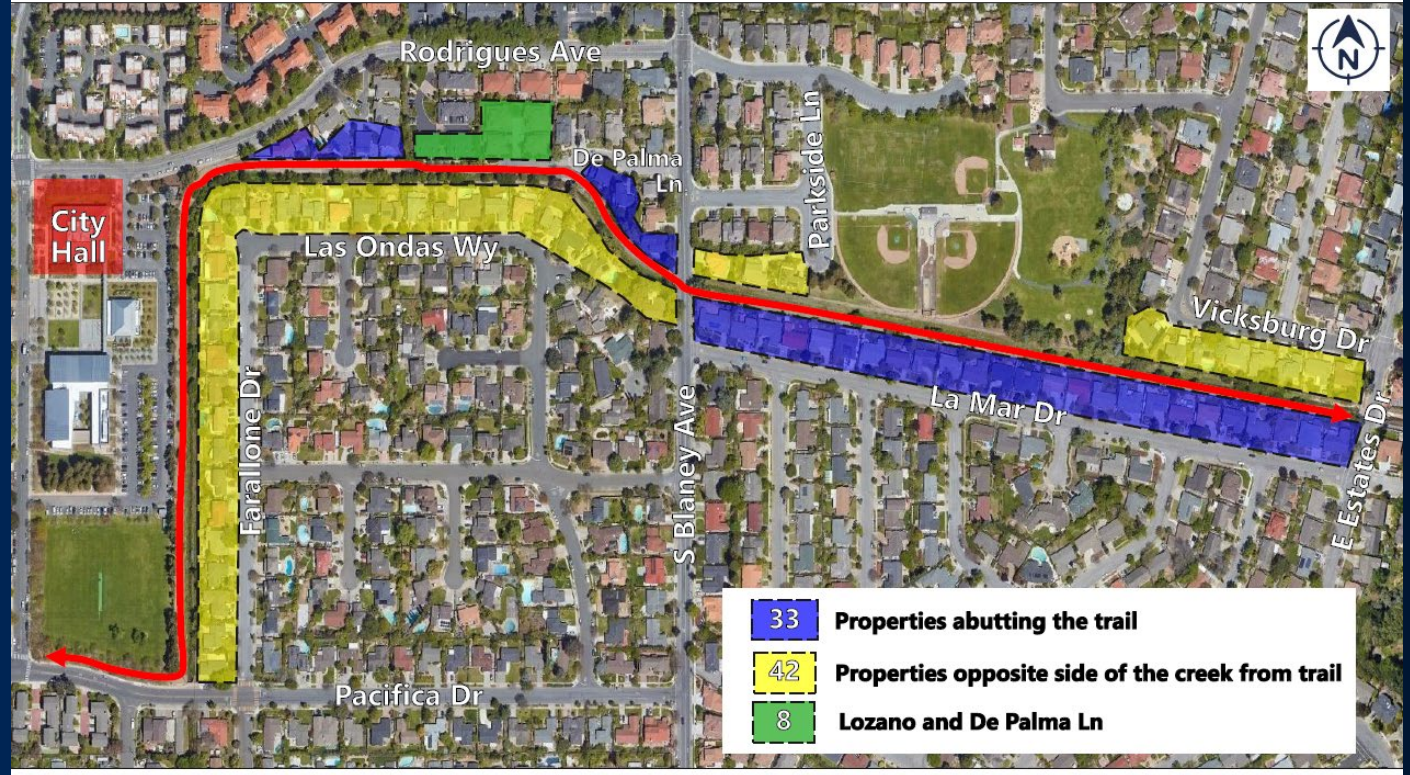 N
Rodrigues Ave
De Palma
Ln
Parkside Ln
City
Hall
Las Ondas Wy
Vicksburg Dr
Farallone Dr
La Mar Dr
S Blaney Ave
E Estates Dr
Pacifica Dr
33 Properties abutting the trail
42 Properties opposite side of the creek from trail
8 Lozano and De Palma Ln